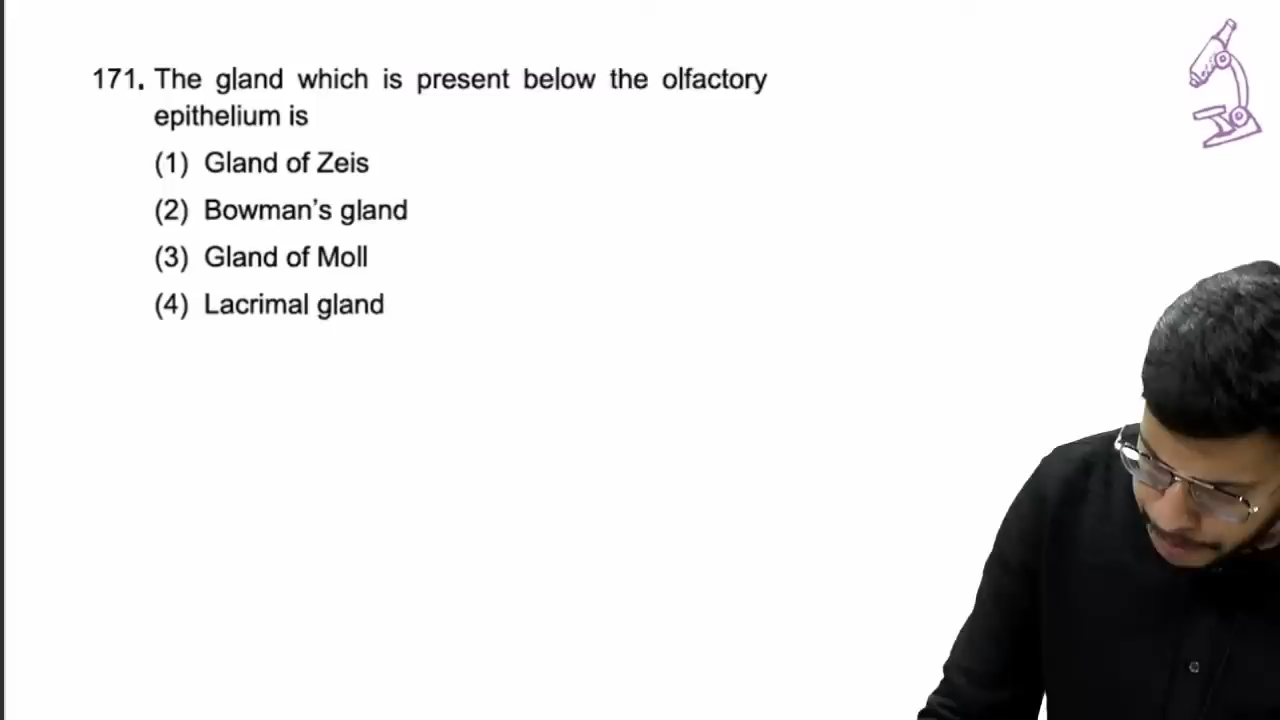 171. The gland which is present below the olfactory
epithelium is
(1) Gland of Zeis
(2) Bowman's gland
(3) Gland of Moll
(4) Lacrimal gland